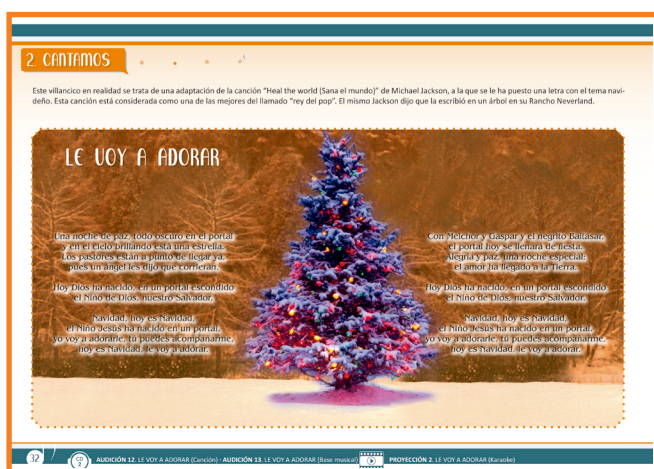 2. CANTAMOS
Este villancico en realidad se trata de una adaptación de la canción “Heal the world (Sana el mundo)” de Michael Jackson, a la que se le ha puesto una letra con el tema navi-
deño. Esta canción está considerada como una de las mejores del llamado “rey del pop”. El mismo Jackson dijo que la escribió en un árbol en su Rancho Neverland.
LE VOY A ADORAR
Una noche de paz, todo oscuro en el portal
y en el cielo brillando está una estrella.
Los pastores están a punto de llegar ya,
pues un ángel les dijo que corrieran.
Hoy Dios ha nacido, en un portal escondido
el Niño de Dios, nuestro Salvador.
Navidad, hoy es Navidad,
el Niño Jesús ha nacido en un portal,
yo voy a adorarle, tú puedes acompañarme,
hoy es Navidad, le voy a adorar.
Con Melchor y Gaspar y el negrito Baltasar,
el portal hoy se llenará de fiesta.
Alegría y paz, una noche especial;
el amor ha llegado a la Tierra.
Hoy Dios ha nacido, en un portal escondido
el Niño de Dios, nuestro Salvador.
Navidad, hoy es Navidad,
el Niño Jesús ha nacido en un portal,
yo voy a adorarle, tú puedes acompañarme,
hoy es Navidad, le voy a adorar.
32
CD
2
AUDICIÓN 12. LE VOY A ADORAR (Canción) - AUDICIÓN 13. LE VOY A ADORAR (Base musical)
PROYECCIÓN 2. LE VOY A ADORAR (Karaoke)